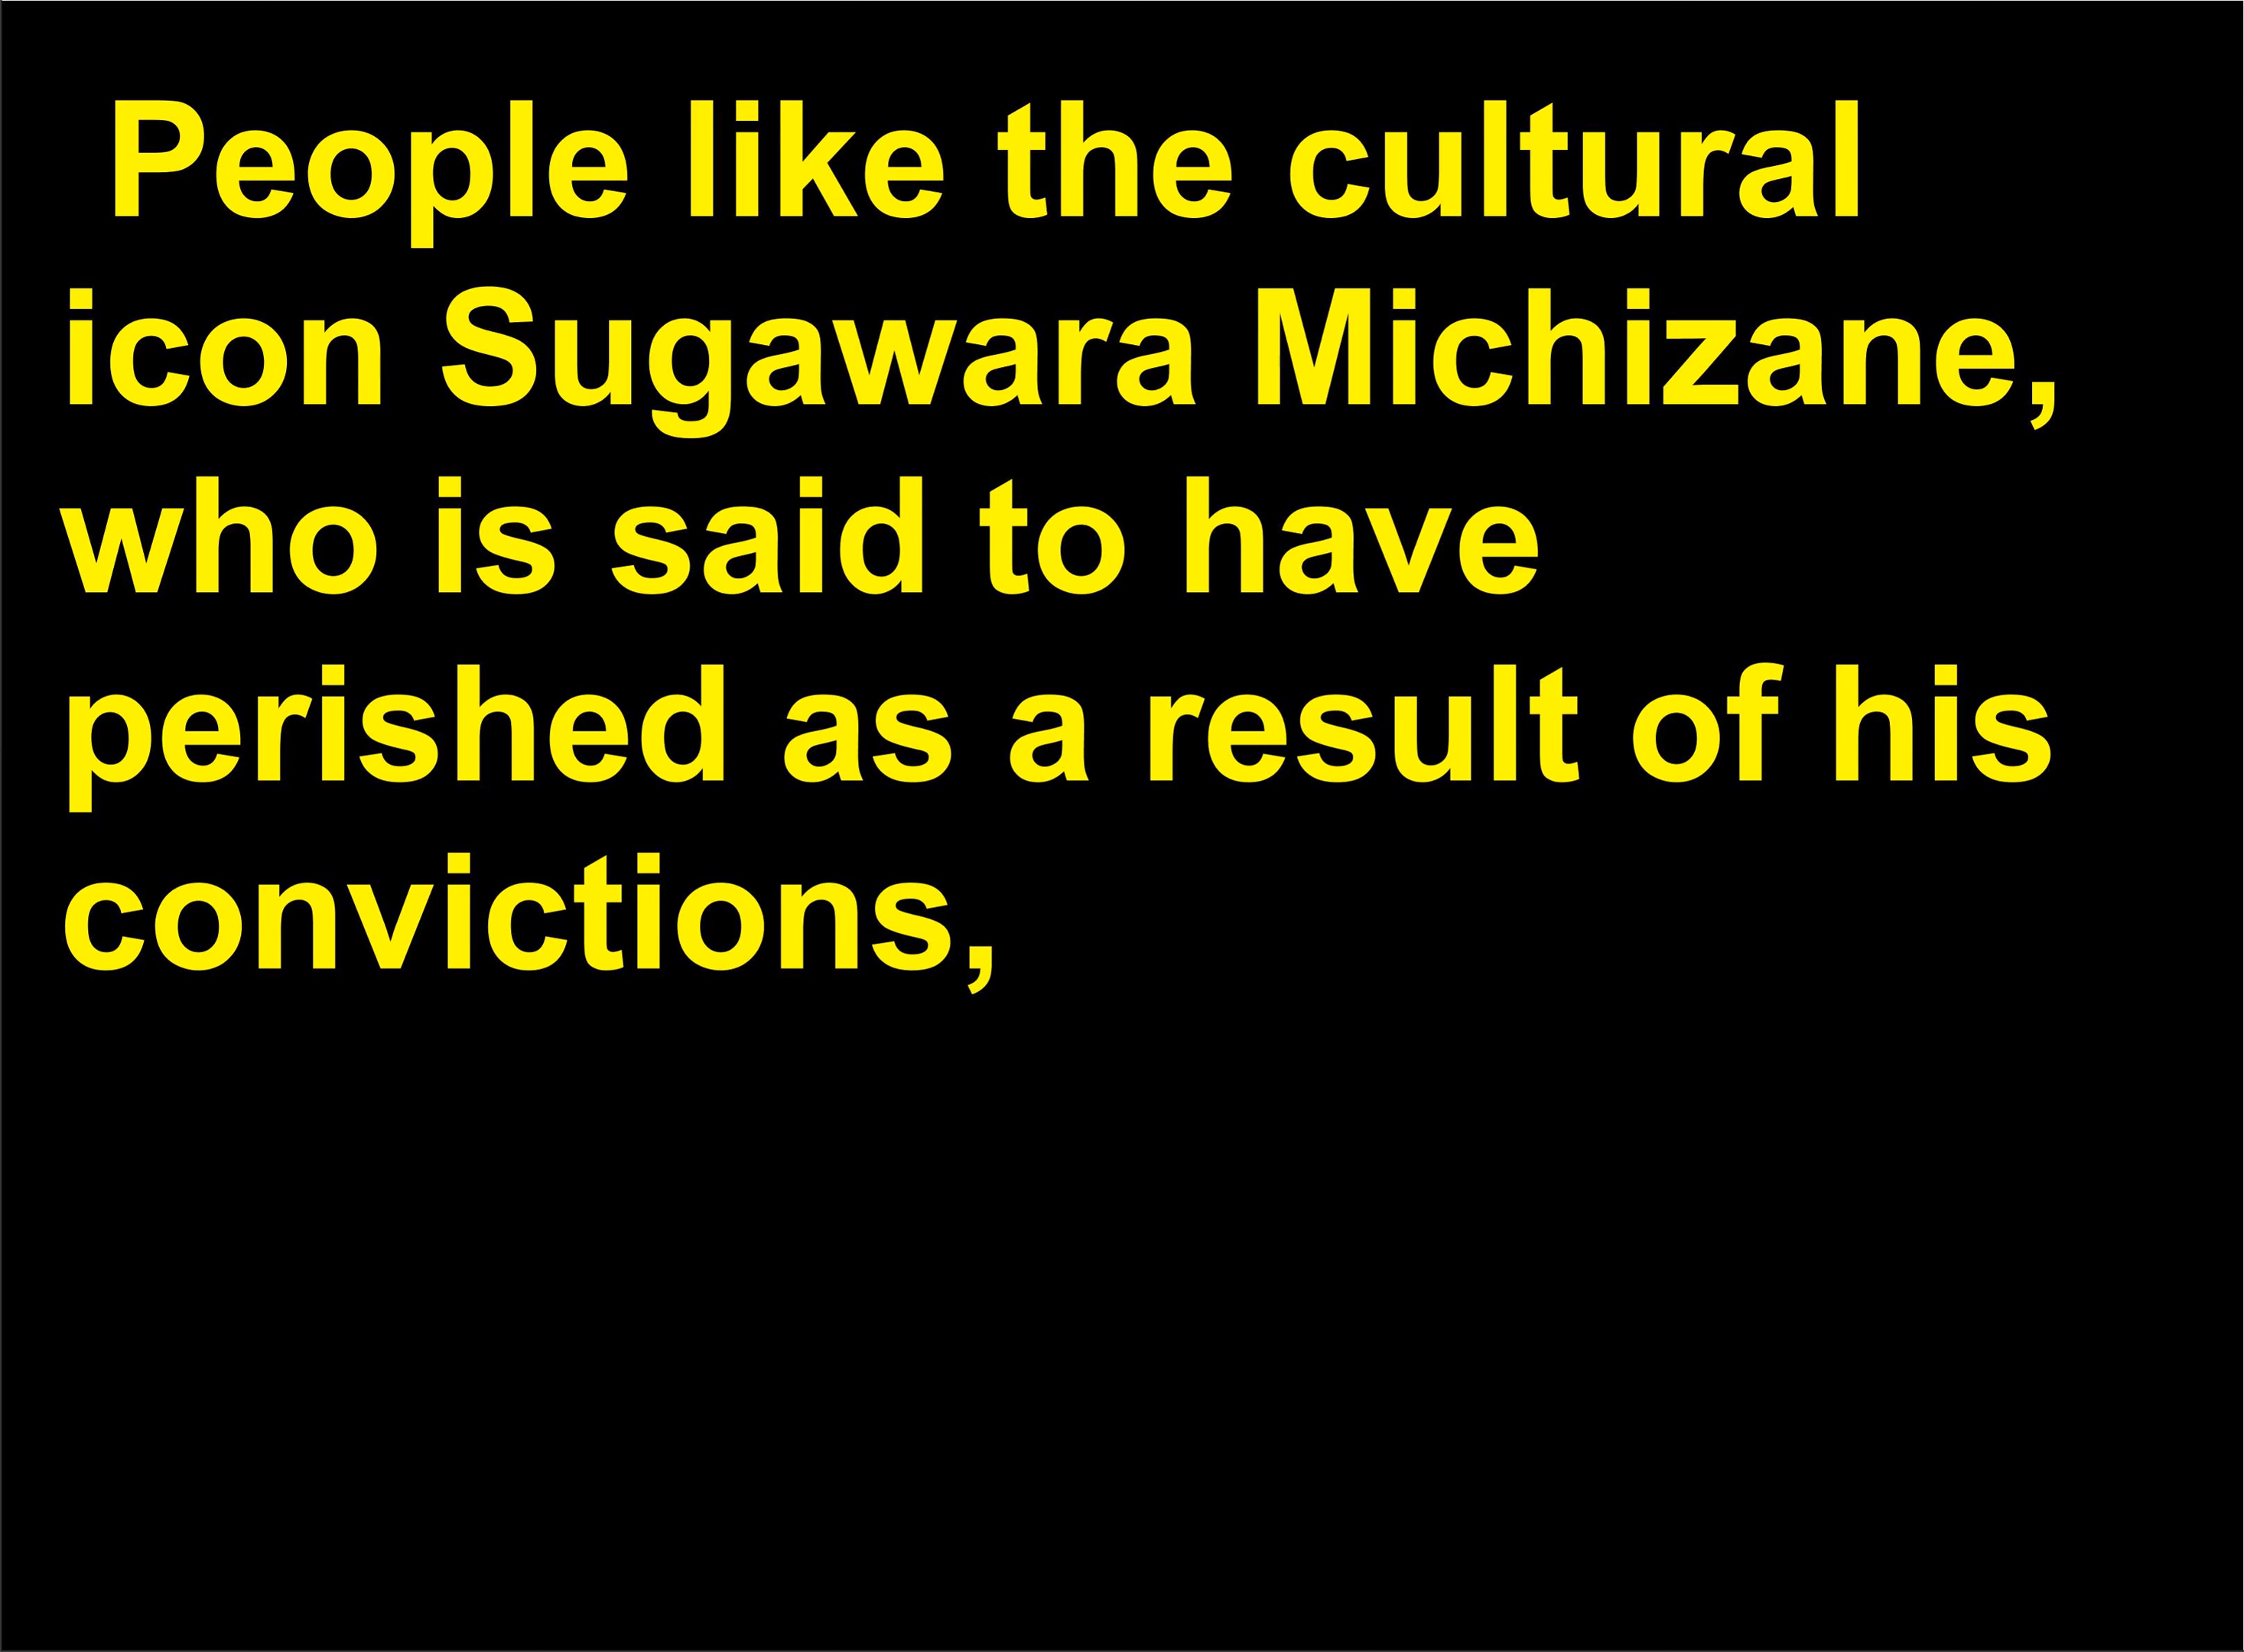 People like the cultural
icon Sugawara Michizane,
who is said to have
perished as a result of his
convictions,